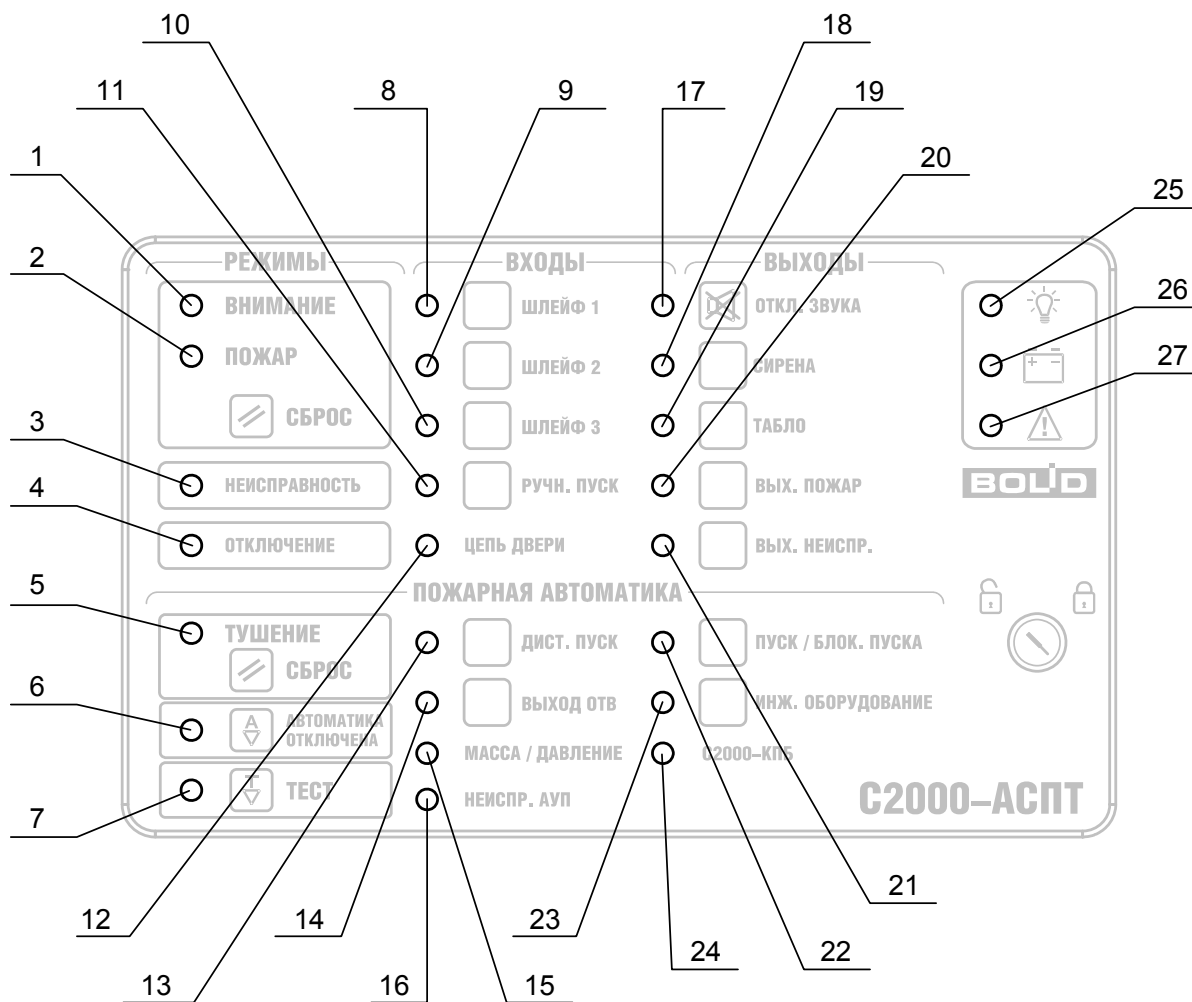 10
18
11
8
9
17
19
1
20
25
2
26
27
3
4
5
6
7
РЕЖИМЫ
ВНИМАНИЕ
ПОЖАР
СБРОС
НЕИСПРАВНОСТЬ
ОТКЛЮЧЕНИЕ
ВХОДЫ
ШЛЕЙФ 1
ШЛЕЙФ 2
ШЛЕЙФ 3
РУЧН. ПУСК
ЦЕПЬ ДВЕРИ
ВЫХОДЫ
ОТКЛ. ЗВУКА
СИРЕНА
ТАБЛО
ВЫХ. ПОЖАР
ВЫХ. НЕИСПР.
+ −
BOLID
ПОЖАРНАЯ АВТОМАТИКА
ТУШЕНИЕ
СБРОС
А
АВТОМАТИКА
ОТКЛЮЧЕНА
Т
ТЕСТ
ДИСТ. ПУСК
ВЫХОД ОТВ
МАССА / ДАВЛЕНИЕ
НЕИСПР. АУП
ПУСК / БЛОК. ПУСКА
ИНЖ. ОБОРУДОВАНИЕ
С2000–КПБ
С2000–АСПТ
12
14
23
21
13
16
15
24
22